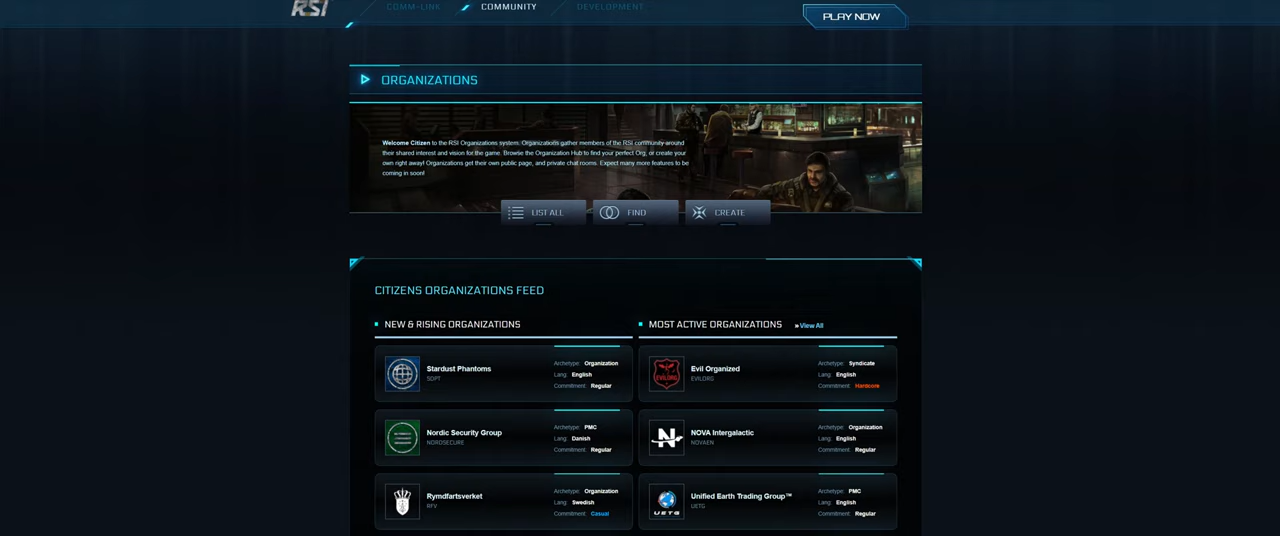 RSI
COMM-LINK
COMMUNITY
DEVELOPMENT
PLAY NOW
ORGANIZATIONS
Welcome Citizen to the RSI Organizations system. Organizations gather members of the RSI community around
their shared interest and vision for the game. Browse the Organization Hub to find your perfect Org, or create your
own right away! Organizations get their own public page, and private chat rooms. Expect many more features to be
coming in soon!
LIST ALL
FIND
CREATE
CITIZENS ORGANIZATIONS FEED
NEW & RISING ORGANIZATIONS
Stardust Phantoms
SDPT
Archetype: Organization
Lang: English
Commitment: Regular
Nordic Security Group
NORDSECURE
Archetype: PMC
Lang: Danish
Commitment: Regular
Rymdfartsverket
RFV
Archetype: Organization
Lang: Swedish
Commitment: Casual
MOST ACTIVE ORGANIZATIONS
» View All
EVILORG
Evil Organized
EVILORG
Archetype: Syndicate
Lang: English
Commitment: Hardcore
N
NOVA Intergalactic
NOVAEN
Archetype: Organization
Lang: English
Commitment: Regular
UETG
Unified Earth Trading Group™
UETG
Archetype: PMC
Lang: English
Commitment: Regular